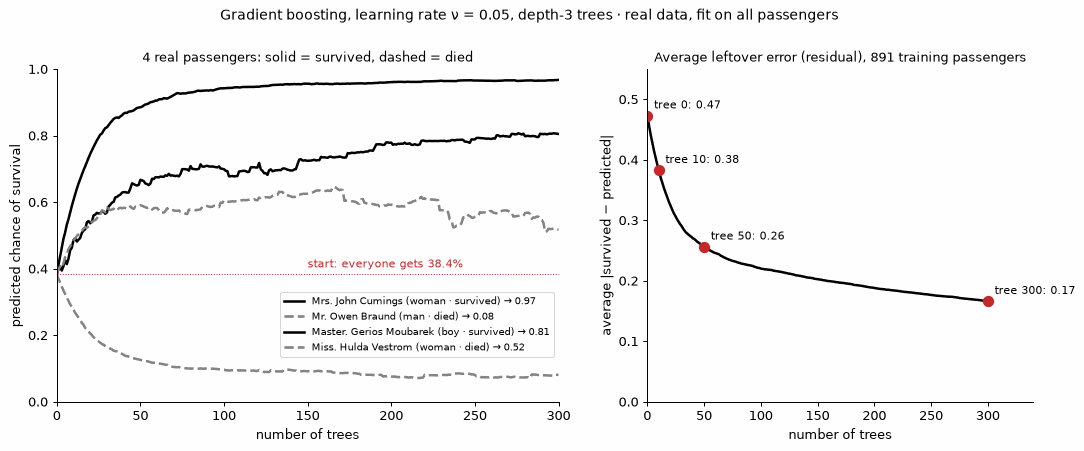 Gradient boosting, learning rate ν = 0.05, depth-3 trees · real data, fit on all passengers
4 real passengers: solid = survived, dashed = died
predicted chance of survival
1.0
0.8
0.6
0.4
0.2
0.0
start: everyone gets 38.4%
Mrs. John Cumings (woman · survived) → 0.97
Mr. Owen Braund (man · died) → 0.08
Master. Gerios Moubarek (boy · survived) → 0.81
Miss. Hulda Vestrom (woman · died) → 0.52
0 50 100 150 200 250 300
number of trees
Average leftover error (residual), 891 training passengers
average |survived − predicted|
0.5
0.4
0.3
0.2
0.1
0.0
tree 0: 0.47
tree 10: 0.38
tree 50: 0.26
tree 300: 0.17
0 50 100 150 200 250 300
number of trees